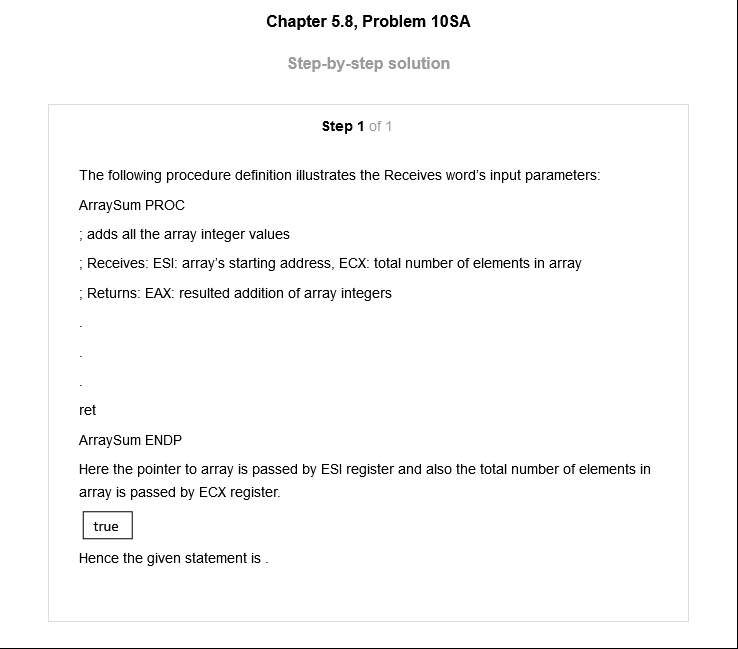 Chapter 5.8, Problem 10SA
Step-by-step solution
Step 1 of 1
The following procedure definition illustrates the Receives word's input parameters:
ArraySum PROC
; adds all the array integer values
; Receives: ESI: array's starting address, ECX: total number of elements in array
; Returns: EAX: resulted addition of array integers
.
.
.
ret
ArraySum ENDP
Here the pointer to array is passed by ESI register and also the total number of elements in
array is passed by ECX register.
true
Hence the given statement is .